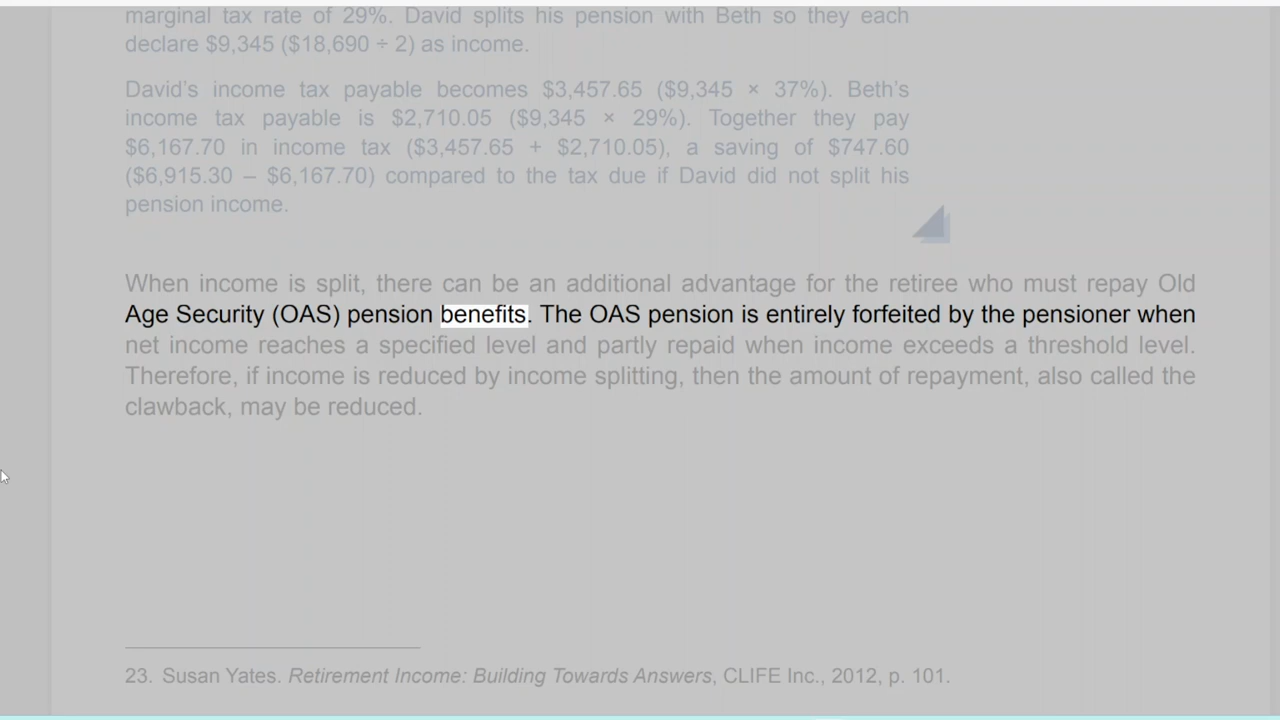 marginal tax rate of 29%. David splits his pension with Beth so they each
declare $9,345 ($18,690 ÷ 2) as income.
David's income tax payable becomes $3,457.65 ($9,345 × 37%). Beth's
income tax payable is $2,710.05 ($9,345 × 29%). Together they pay
$6,167.70 in income tax ($3,457.65 + $2,710.05), a saving of $747.60
($6,915.30 – $6,167.70) compared to the tax due if David did not split his
pension income.
When income is split, there can be an additional advantage for the retiree who must repay Old
Age Security (OAS) pension benefits. The OAS pension is entirely forfeited by the pensioner when
net income reaches a specified level and partly repaid when income exceeds a threshold level.
Therefore, if income is reduced by income splitting, then the amount of repayment, also called the
clawback, may be reduced.
23. Susan Yates. Retirement Income: Building Towards Answers, CLIFE Inc., 2012, p. 101.